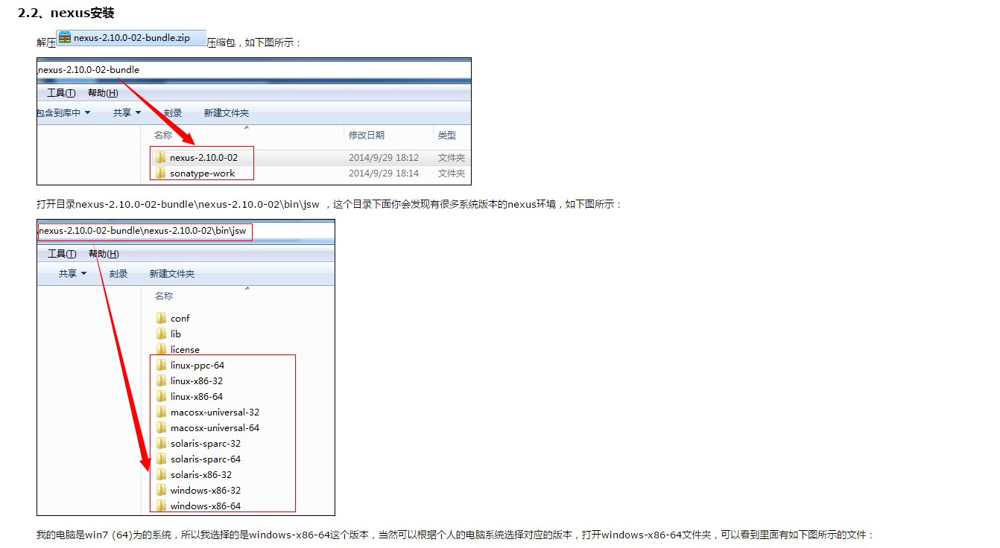 2.2、nexus安装
解压 nexus-2.10.0-02-bundle.zip 压缩包，如下图所示：
\nexus-2.10.0-02-bundle
工具(T) 帮助(H)
包含到库中 共享 刻录 新建文件夹
名称 修改日期 类型
nexus-2.10.0-02 2014/9/29 18:12 文件夹
sonatype-work 2014/9/29 18:14 文件夹
打开目录nexus-2.10.0-02-bundle\nexus-2.10.0-02\bin\jsw ，这个目录下面你会发现有很多系统版本的nexus环境，如下图所示：
\nexus-2.10.0-02-bundle\nexus-2.10.0-02\bin\jsw
工具(T) 帮助(H)
共享 刻录 新建文件夹
名称
conf
lib
license
linux-ppc-64
linux-x86-32
linux-x86-64
macosx-universal-32
macosx-universal-64
solaris-sparc-32
solaris-sparc-64
solaris-x86-32
windows-x86-32
windows-x86-64
我的电脑是win7 (64)为的系统，所以我选择的是windows-x86-64这个版本，当然可以根据个人的电脑系统选择对应的版本，打开windows-x86-64文件夹，可以看到里面有如下图所示的文件：